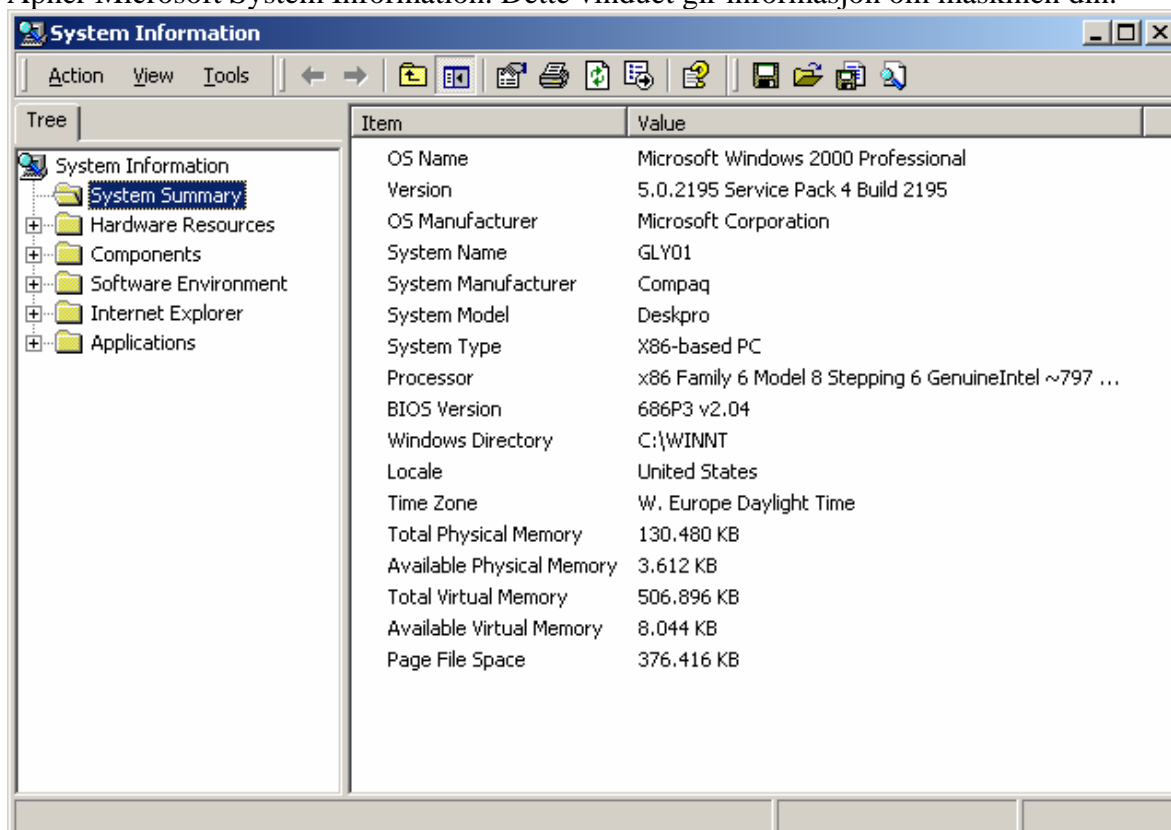 Åpner Microsoft System Information. Dette vinduet gir informasjon om maskinen din.
System Information
Action View Tools
Tree
Item Value
System Information
System Summary
Hardware Resources
Components
Software Environment
Internet Explorer
Applications
OS Name Microsoft Windows 2000 Professional
Version 5.0.2195 Service Pack 4 Build 2195
OS Manufacturer Microsoft Corporation
System Name GLY01
System Manufacturer Compaq
System Model Deskpro
System Type X86-based PC
Processor x86 Family 6 Model 8 Stepping 6 GenuineIntel ~797 ...
BIOS Version 686P3 v2.04
Windows Directory C:\WINNT
Locale United States
Time Zone W. Europe Daylight Time
Total Physical Memory 130.480 KB
Available Physical Memory 3.612 KB
Total Virtual Memory 506.896 KB
Available Virtual Memory 8.044 KB
Page File Space 376.416 KB